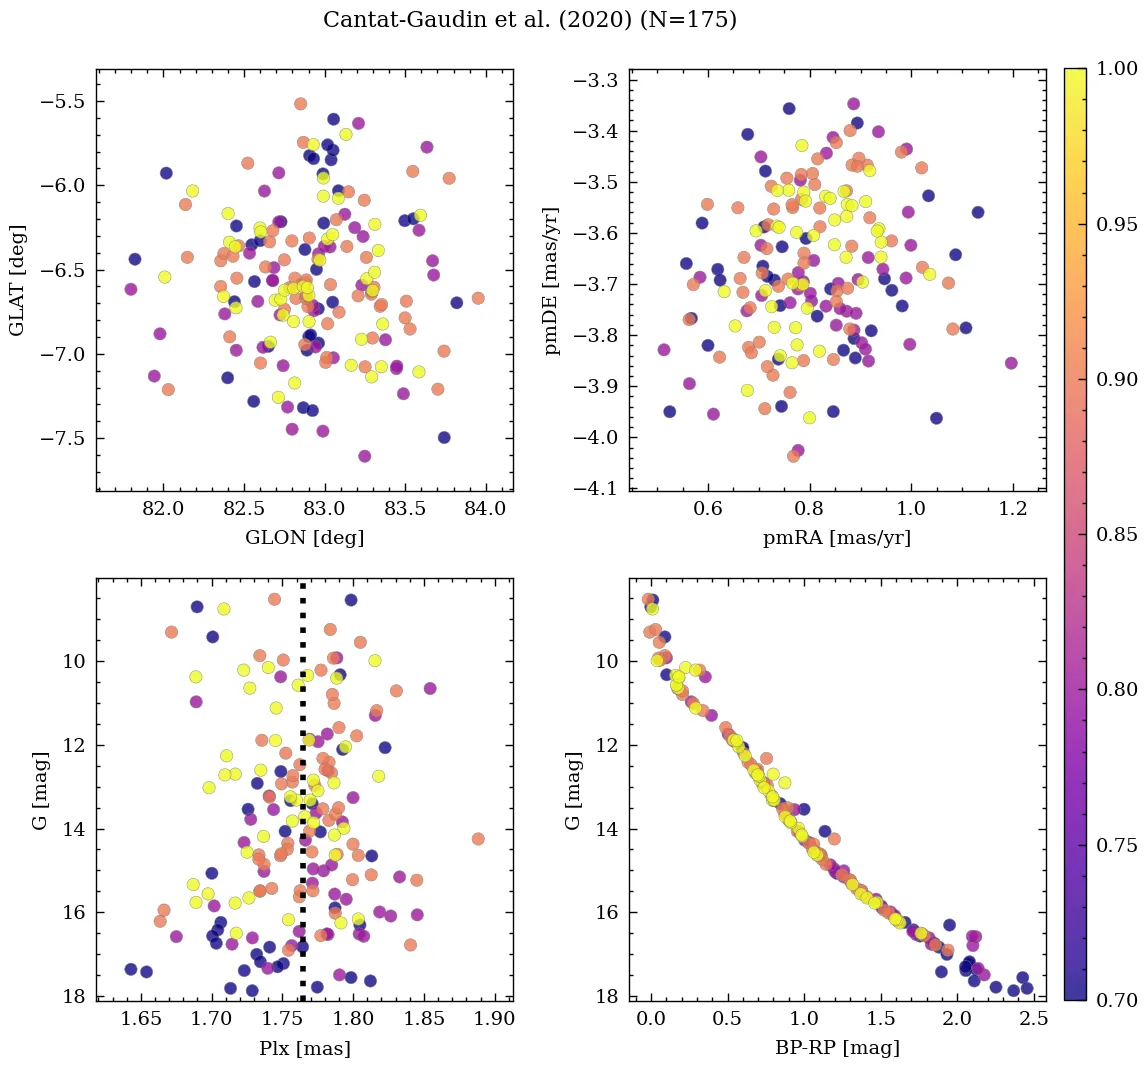 Cantat-Gaudin et al. (2020) (N=175)
−5.5
−6.0
−6.5
−7.0
−7.5
GLAT [deg]
82.0 82.5 83.0 83.5 84.0
GLON [deg]
−3.3
−3.4
−3.5
−3.6
−3.7
−3.8
−3.9
−4.0
−4.1
pmDE [mas/yr]
0.6 0.8 1.0 1.2
pmRA [mas/yr]
10
12
14
16
18
G [mag]
1.65 1.70 1.75 1.80 1.85 1.90
Plx [mas]
10
12
14
16
18
G [mag]
0.0 0.5 1.0 1.5 2.0 2.5
BP-RP [mag]
1.00
0.95
0.90
0.85
0.80
0.75
0.70